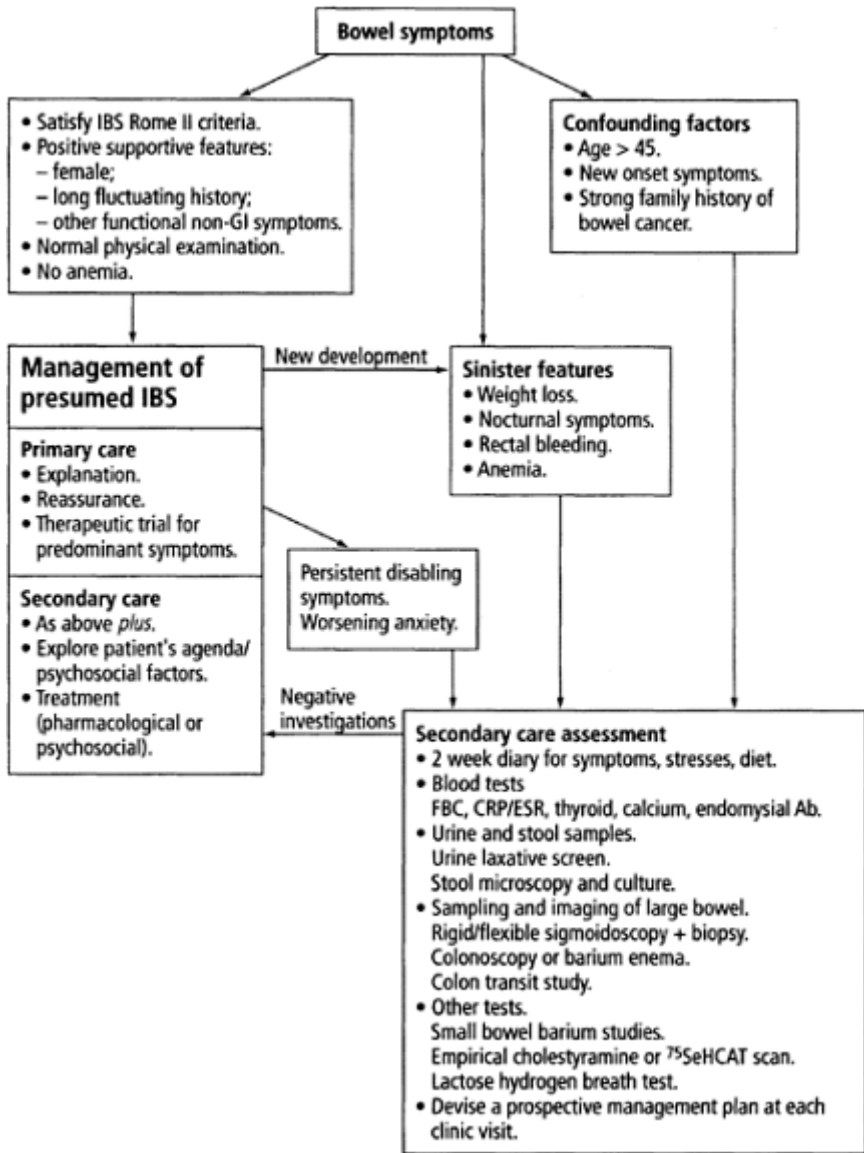 Bowel symptoms
• Satisfy IBS Rome II criteria.
• Positive supportive features:
– female;
– long fluctuating history;
– other functional non-GI symptoms.
• Normal physical examination.
• No anemia.
Confounding factors
• Age > 45.
• New onset symptoms.
• Strong family history of
bowel cancer.
Management of
presumed IBS
New development
Sinister features
• Weight loss.
• Nocturnal symptoms.
• Rectal bleeding.
• Anemia.
Primary care
• Explanation.
• Reassurance.
• Therapeutic trial for
predominant symptoms.
Persistent disabling
symptoms.
Worsening anxiety.
Secondary care
• As above plus.
• Explore patient's agenda/
psychosocial factors.
• Treatment
(pharmacological or
psychosocial).
Negative
investigations
Secondary care assessment
• 2 week diary for symptoms, stresses, diet.
• Blood tests
FBC, CRP/ESR, thyroid, calcium, endomysial Ab.
• Urine and stool samples.
Urine laxative screen.
Stool microscopy and culture.
• Sampling and imaging of large bowel.
Rigid/flexible sigmoidoscopy + biopsy.
Colonoscopy or barium enema.
Colon transit study.
• Other tests.
Small bowel barium studies.
Empirical cholestyramine or ⁷⁵SeHCAT scan.
Lactose hydrogen breath test.
• Devise a prospective management plan at each
clinic visit.